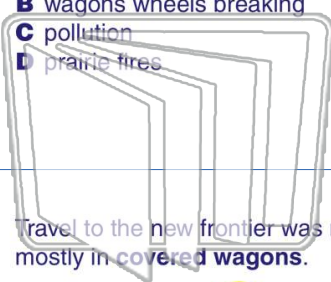 B wagons wheels breaking
C pollution
D prairie fires
Travel to the new frontier was
mostly in covered wagons.